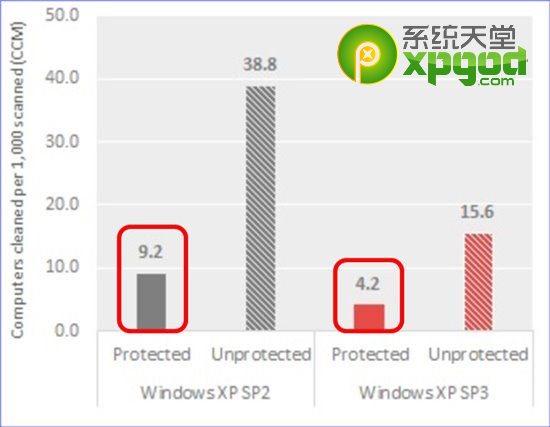 Computers cleaned per 1,000 scanned (CCM)
50.0
40.0
30.0
20.0
10.0
0.0
系统天堂
xpgod
.com
38.8
9.2
4.2
15.6
Protected
Unprotected
Protected
Unprotected
Windows XP SP2
Windows XP SP3